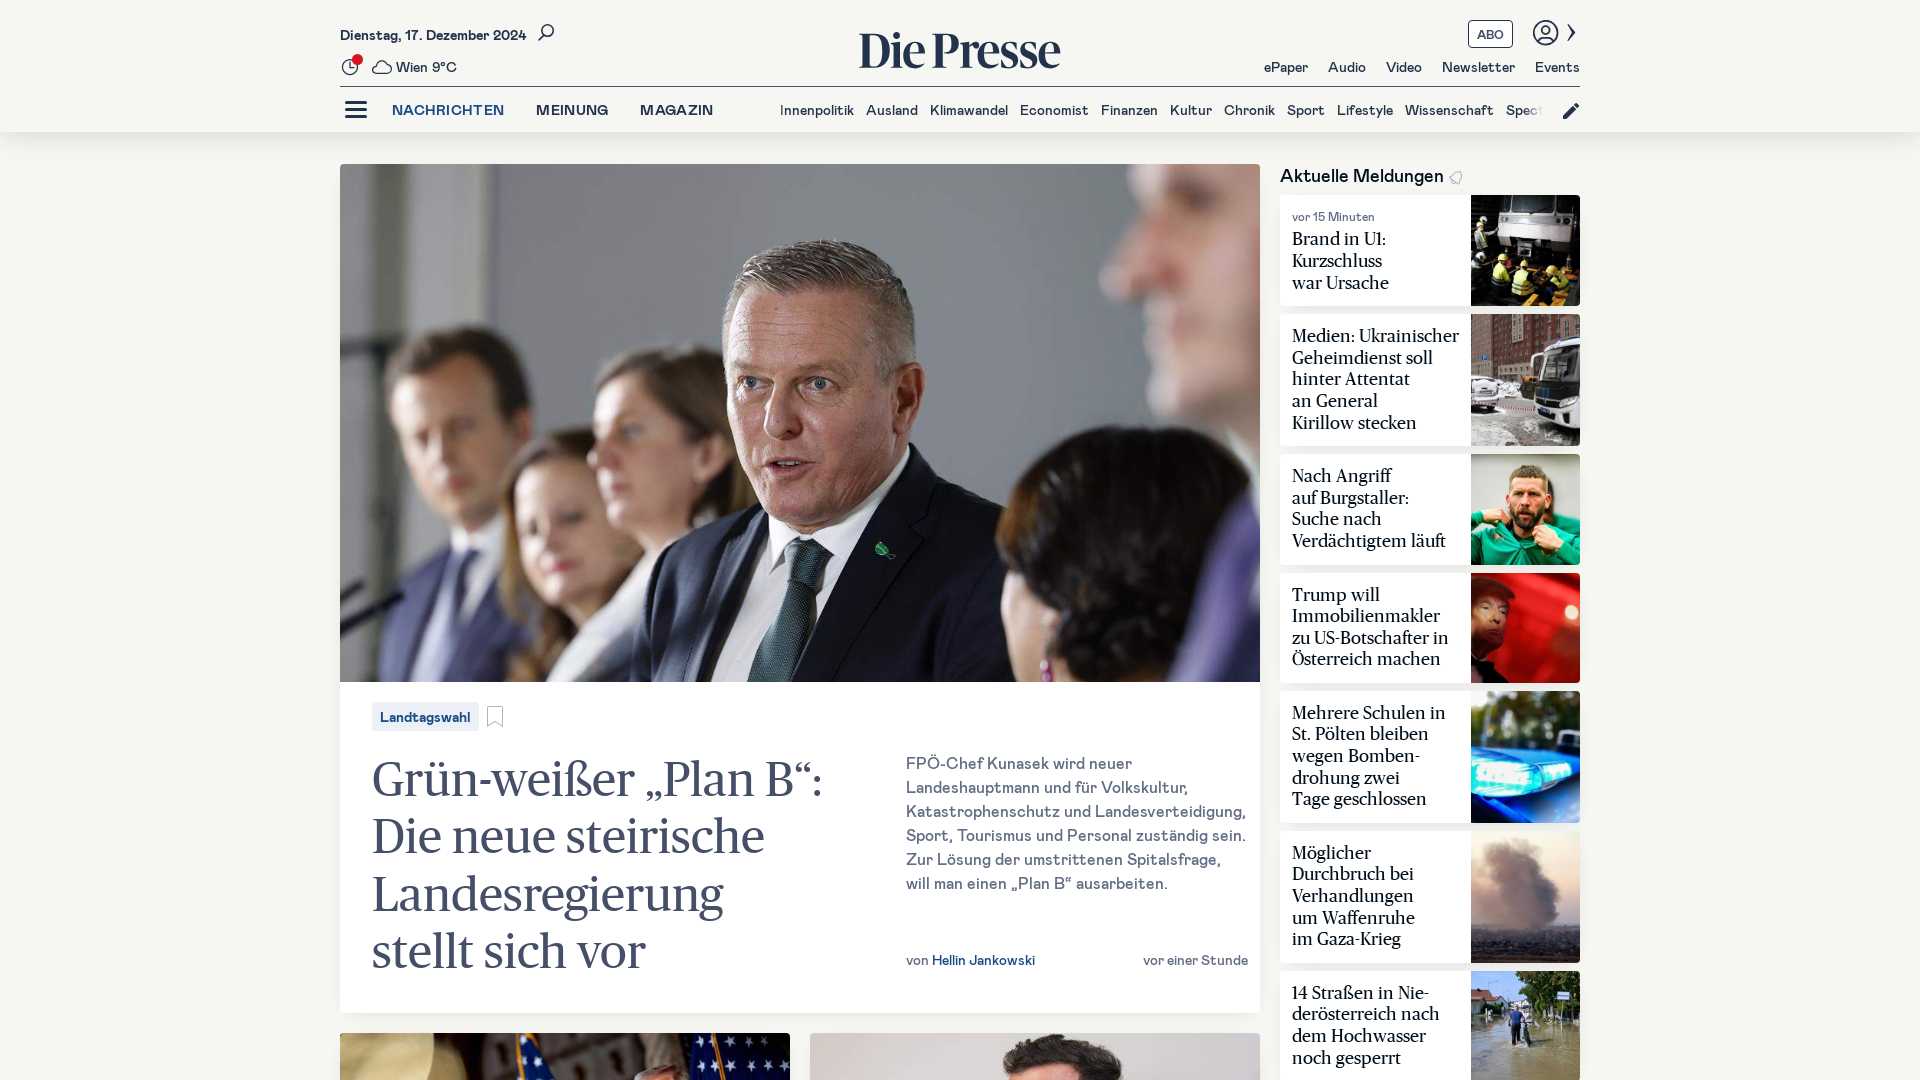 Dienstag, 17. Dezember 2024
Wien 9°C
Die Presse
ABO
ePaper Audio Video Newsletter Events
NACHRICHTEN MEINUNG MAGAZIN
Innenpolitik Ausland Klimawandel Economist Finanzen Kultur Chronik Sport Lifestyle Wissenschaft Spect
Landtagswahl
Grün-weißer „Plan B“:
Die neue steirische
Landesregierung
stellt sich vor
FPÖ-Chef Kunasek wird neuer
Landeshauptmann und für Volkskultur,
Katastrophenschutz und Landesverteidigung,
Sport, Tourismus und Personal zuständig sein.
Zur Lösung der umstrittenen Spitalsfrage,
will man einen „Plan B“ ausarbeiten.
von Hellin Jankowski
vor einer Stunde
Aktuelle Meldungen
vor 15 Minuten
Brand in U1:
Kurzschluss
war Ursache
Medien: Ukrainischer
Geheimdienst soll
hinter Attentat
an General
Kirillow stecken
Nach Angriff
auf Burgstaller:
Suche nach
Verdächtigtem läuft
Trump will
Immobilienmakler
zu US-Botschafter in
Österreich machen
Mehrere Schulen in
St. Pölten bleiben
wegen Bomben-
drohung zwei
Tage geschlossen
Möglicher
Durchbruch bei
Verhandlungen
um Waffenruhe
im Gaza-Krieg
14 Straßen in Nie-
derösterreich nach
dem Hochwasser
noch gesperrt